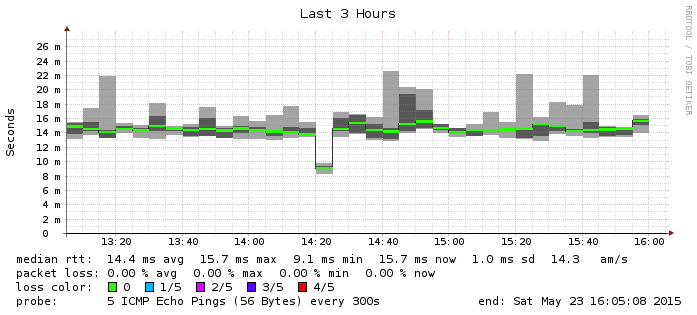 Last 3 Hours
RRDTOOL / TOBI OETIKER
Seconds
26 m
24 m
22 m
20 m
18 m
16 m
14 m
12 m
10 m
8 m
6 m
4 m
2 m
0
13:20 13:40 14:00 14:20 14:40 15:00 15:20 15:40 16:00
median rtt: 14.4 ms avg 15.7 ms max 9.1 ms min 15.7 ms now 1.0 ms sd 14.3 am/s
packet loss: 0.00 % avg 0.00 % max 0.00 % min 0.00 % now
loss color: 0 1/5 2/5 3/5 4/5
probe: 5 ICMP Echo Pings (56 Bytes) every 300s end: Sat May 23 16:05:08 2015